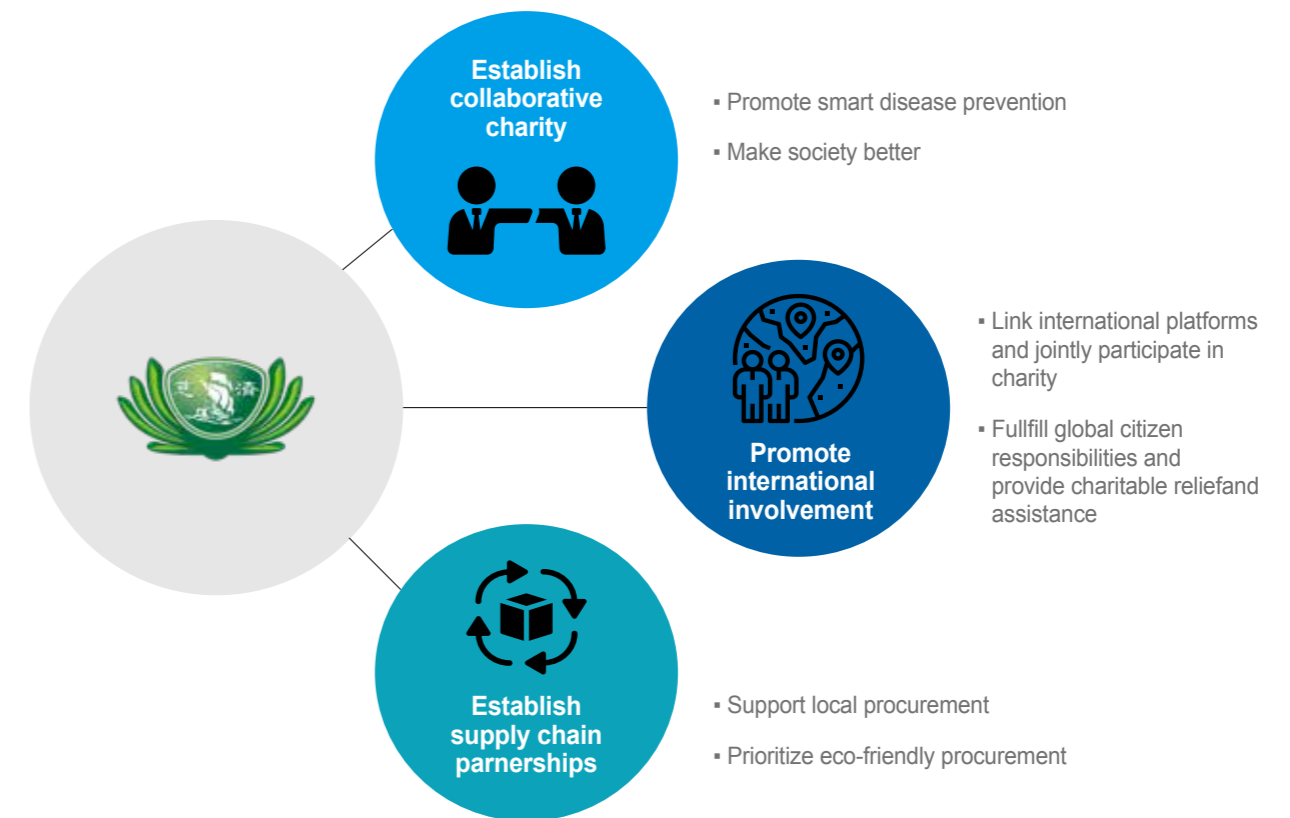 Establish
collaborative
charity
▪ Promote smart disease prevention
▪ Make society better
Promote
international
involvement
▪ Link international platforms
and jointly participate in
charity
▪ Fullfill global citizen
responsibilities and
provide charitable reliefand
assistance
Establish
supply chain
parnerships
▪ Support local procurement
▪ Prioritize eco-friendly procurement